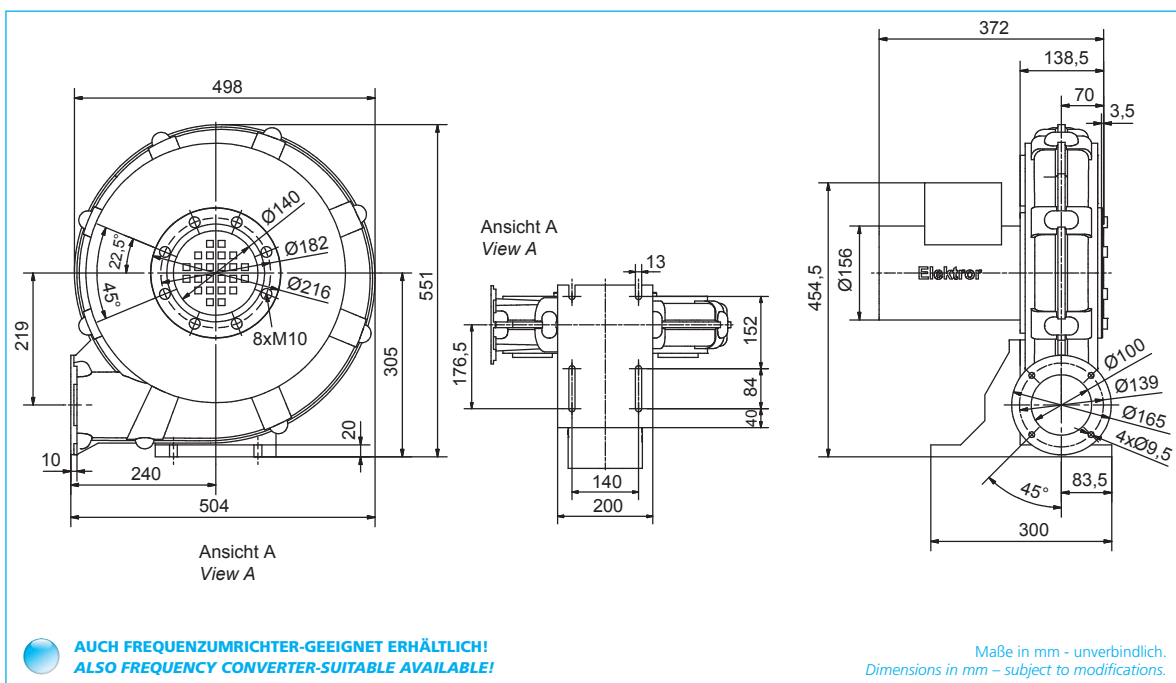 498
Ø140
Ø182
Ø216
22,5°
45°
8xM10
219
551
305
20
10
240
504
Ansicht A
View A
Ansicht A
View A
13
152
176,5
84
40
140
200
372
138,5
70
3,5
454,5
Ø156
Elektror
Ø100
Ø139
Ø165
4xØ9,5
45°
83,5
300
AUCH FREQUENZUMRICHTER-GEEIGNET ERHÄLTLICH!
ALSO FREQUENCY CONVERTER-SUITABLE AVAILABLE!
Maße in mm - unverbindlich.
Dimensions in mm – subject to modifications.